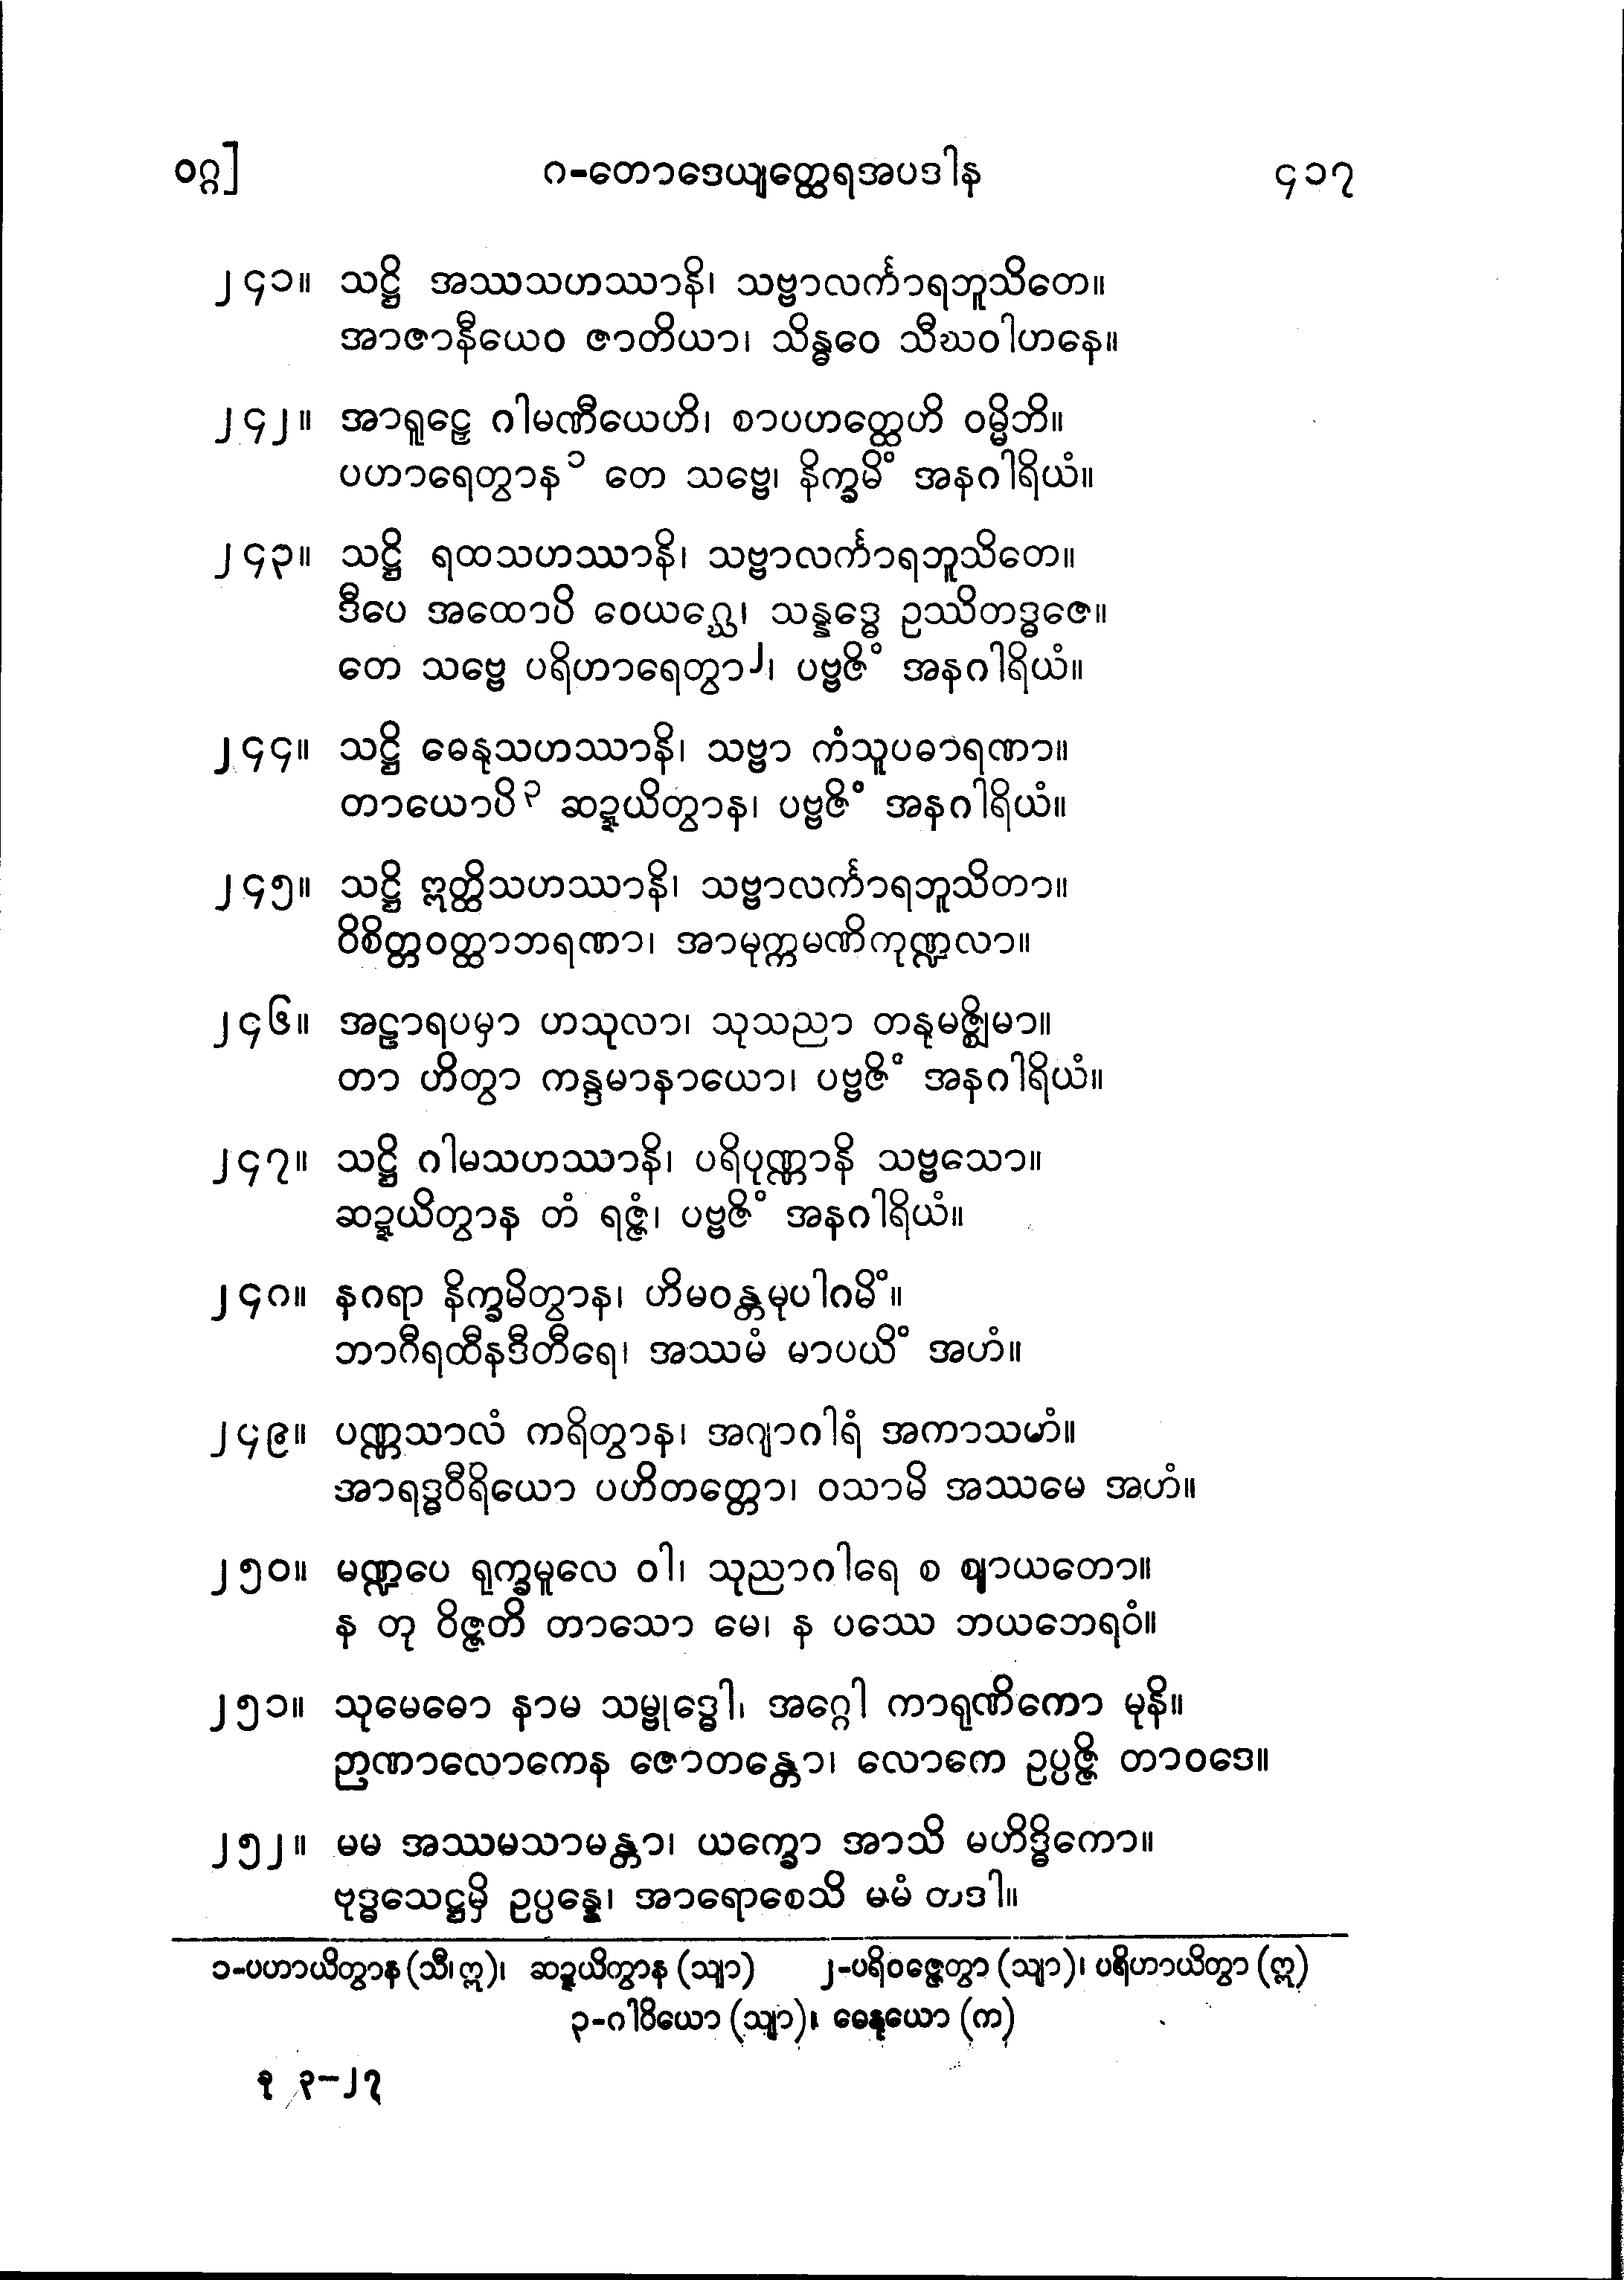 ဝဂ္ဂ] ဂ-တောဒေယျတ္ထေရအပဒါန ၄၁၇
၂၄၁။ သဋ္ဌိ အဿသဟဿာနိ၊ သဗ္ဗာလင်္ကာရဘူသိတေ။
အာဇာနီယေဝ ဇာတိယာ၊ သိန္ဓဝေ သီဃဝါဟနေ။
၂၄၂။ အာရူဠှေ ဂါမဏီယေဟိ၊ စာပဟတ္ထေဟိ ဝမ္မိဘိ။
ပဟာရေတွာန၁ တေ သဗ္ဗေ၊ နိက္ခမိံ အနဂါရိယံ။
၂၄၃။ သဋ္ဌိ ရထသဟဿာနိ၊ သဗ္ဗာလင်္ကာရဘူသိတေ။
ဒီပေ အထောပိ ဝေယဂ္ဃေ၊ သန္နဒ္ဓေ ဥဿိတဒ္ဓဇေ။
တေ သဗ္ဗေ ပရိဟာရေတွာ၂၊ ပဗ္ဗဇိံ အနဂါရိယံ။
၂၄၄။ သဋ္ဌိ ဓေနုသဟဿာနိ၊ သဗ္ဗာ ကံသူပဓာရဏာ။
တာယောပိ၃ ဆဍ္ဍယိတွာန၊ ပဗ္ဗဇိံ အနဂါရိယံ။
၂၄၅။ သဋ္ဌိ ဣတ္ထိသဟဿာနိ၊ သဗ္ဗာလင်္ကာရဘူသိတာ။
ဝိစိတ္တဝတ္ထာဘရဏာ၊ အာမုက္ကမဏိကုဏ္ဍလာ။
၂၄၆။ အဠာရပမှာ ဟသုလာ၊ သုသညာ တနုမဇ္ဈိမာ။
တာ ဟိတွာ ကန္ဒမာနာယော၊ ပဗ္ဗဇိံ အနဂါရိယံ။
၂၄၇။ သဋ္ဌိ ဂါမသဟဿာနိ၊ ပရိပုဏ္ဏာနိ သဗ္ဗသော။
ဆဍ္ဍယိတွာန တံ ရဇ္ဇံ၊ ပဗ္ဗဇိံ အနဂါရိယံ။
၂၄၈။ နဂရာ နိက္ခမိတွာန၊ ဟိမဝန္တမုပါဂမိံ။
ဘာဂီရထီနဒီတီရေ၊ အဿမံ မာပယိံ အဟံ။
၂၄၉။ ပဏ္ဏသာလံ ကရိတွာန၊ အဂျာဂါရံ အကာသဟံ။
အာရဒ္ဓဝီရိယော ပဟိတတ္တော၊ ဝသာမိ အဿမေ အဟံ။
၂၅၀။ မဏ္ဍပေ ရုက္ခမူလေ ဝါ၊ သုညာဂါရေ စ ဈာယတော။
န တု ဝိဇ္ဇတိ တာသော မေ၊ န ပဿေ ဘယဘေရဝံ။
၂၅၁။ သုမေဓော နာမ သမ္ဗုဒ္ဓေါ၊ အဂ္ဂေါ ကာရုဏိကော မုနိ။
ဉာဏာလောကေန ဇောတန္တော၊ လောကေ ဥပ္ပဇ္ဇိ တာဝဒေ။
၂၅၂။ မမ အဿမသာမန္တာ၊ ယက္ခော အာသိ မဟိဒ္ဓိကော။
ဗုဒ္ဓသေဋ္ဌမှိ ဥပ္ပန္နေ၊ အာရောစေသိ မမံ တဒါ။
၁-ပဟာယိတွာန (သီ၊ ဣ)၊ ဆဍ္ဍယိတွာန (သျာ) ၂-ပရိဝဇ္ဇေတွာ (သျာ)၊ ပရိဟာယိတွာ (ဣ)
၃-ဂါဝိယော (သျာ)၊ ဓေနုယော (က)
ခု ၃-၂၇